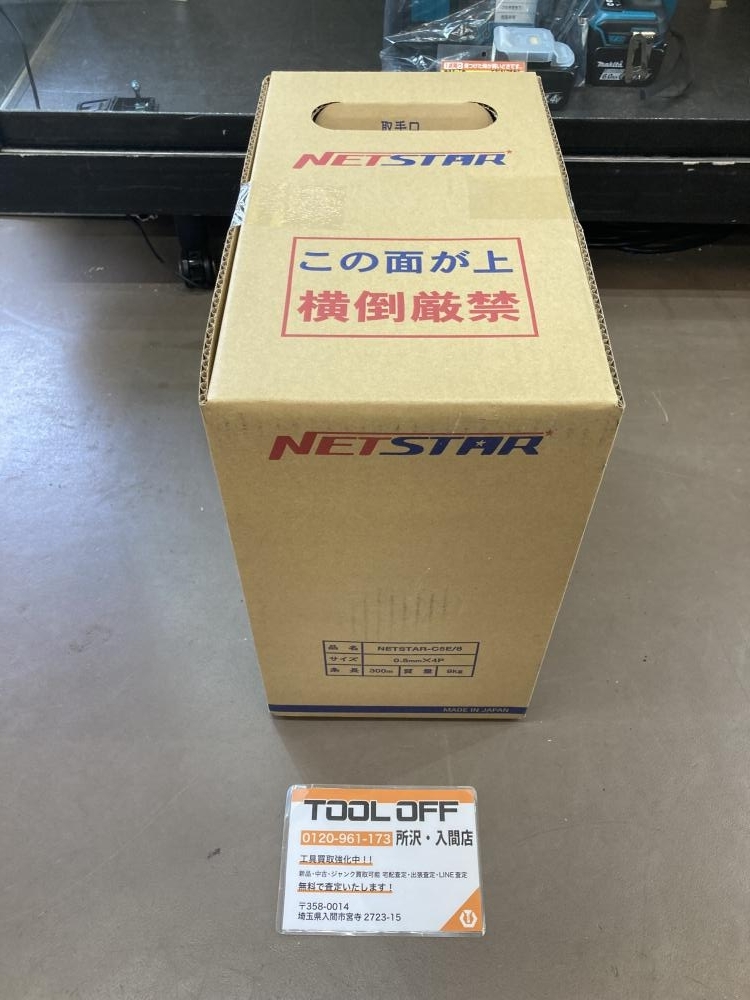 makita
取手口
NETSTAR
この面が上
横倒厳禁
NETSTAR
品名 NETSTAR-C5E/8
サイズ 0.5mm×4P
条長 300m 質量 9Kg
MADE IN JAPAN
TOOL OFF
0120-961-173 所沢・入間店
工具買取強化中！！
新品・中古・ジャンク買取可能 宅配査定・出張査定・LINE査定
無料で査定いたします！
〒358-0014
埼玉県入間市宮寺 2723-15